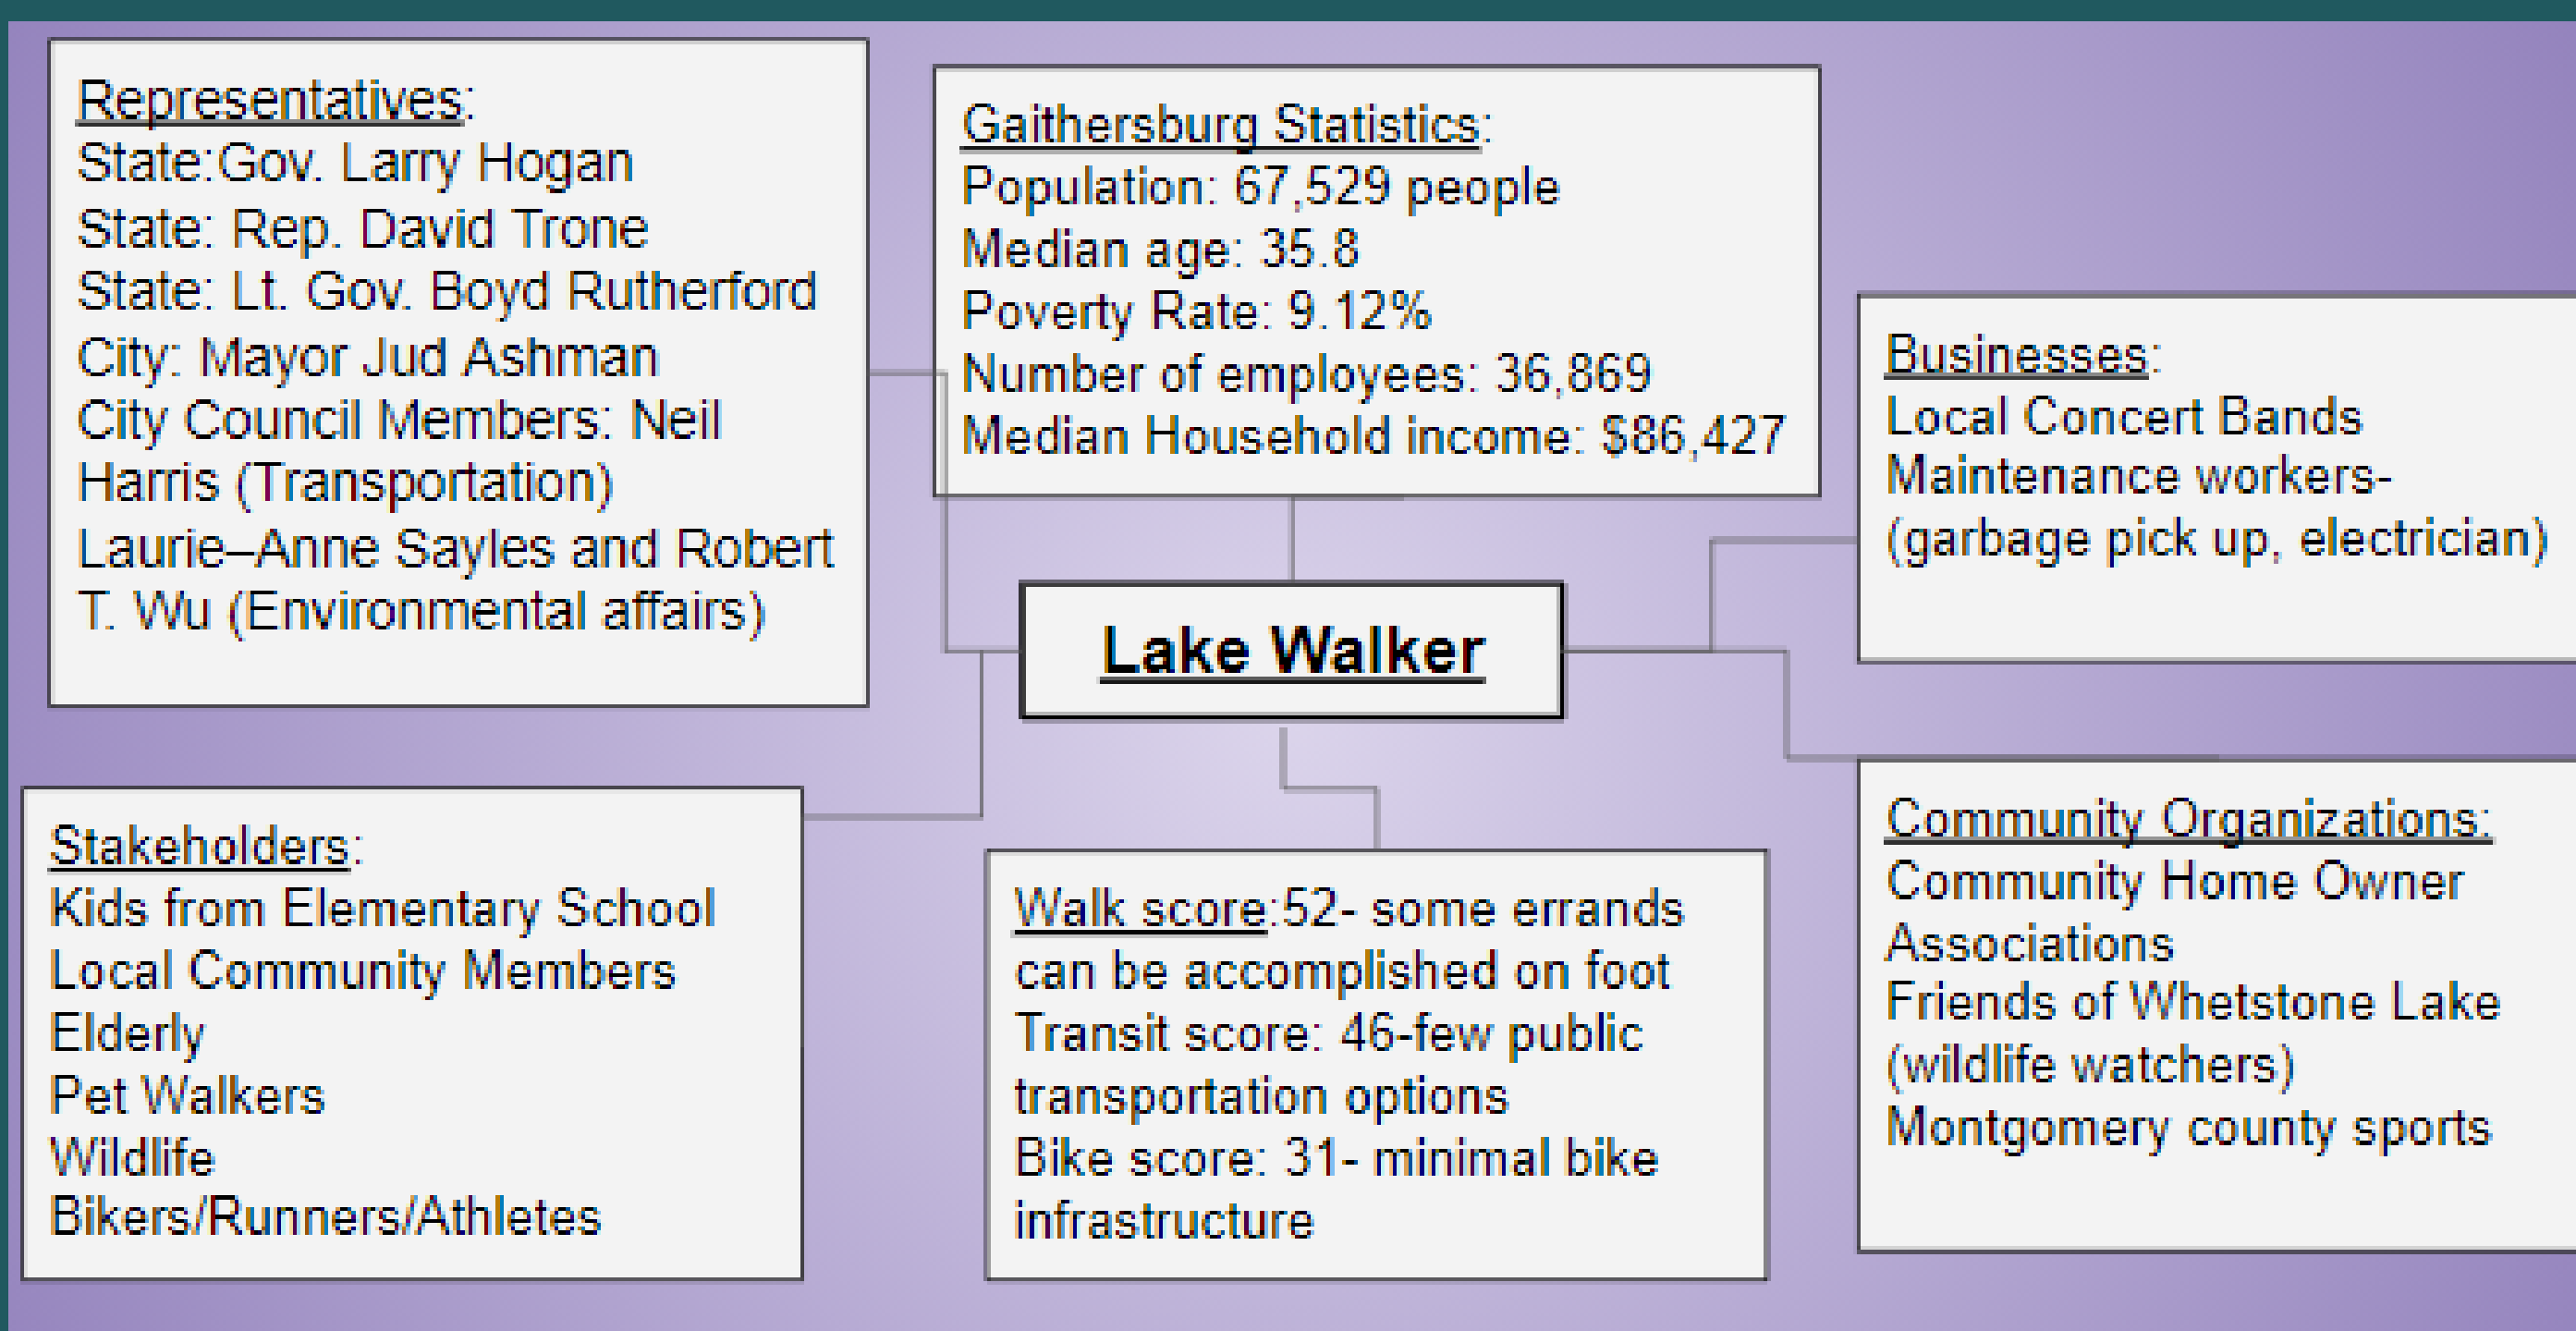 Representatives:
State:Gov. Larry Hogan
State: Rep. David Trone
State: Lt. Gov. Boyd Rutherford
City: Mayor Jud Ashman
City Council Members: Neil
Harris (Transportation)
Laurie–Anne Sayles and Robert
T. Wu (Environmental affairs)
Gaithersburg Statistics:
Population: 67,529 people
Median age: 35.8
Poverty Rate: 9.12%
Number of employees: 36,869
Median Household income: $86,427
Businesses:
Local Concert Bands
Maintenance workers-
(garbage pick up, electrician)
Lake Walker
Stakeholders:
Kids from Elementary School
Local Community Members
Elderly
Pet Walkers
Wildlife
Bikers/Runners/Athletes
Walk score:52- some errands
can be accomplished on foot
Transit score: 46-few public
transportation options
Bike score: 31- minimal bike
infrastructure
Community Organizations:
Community Home Owner
Associations
Friends of Whetstone Lake
(wildlife watchers)
Montgomery county sports